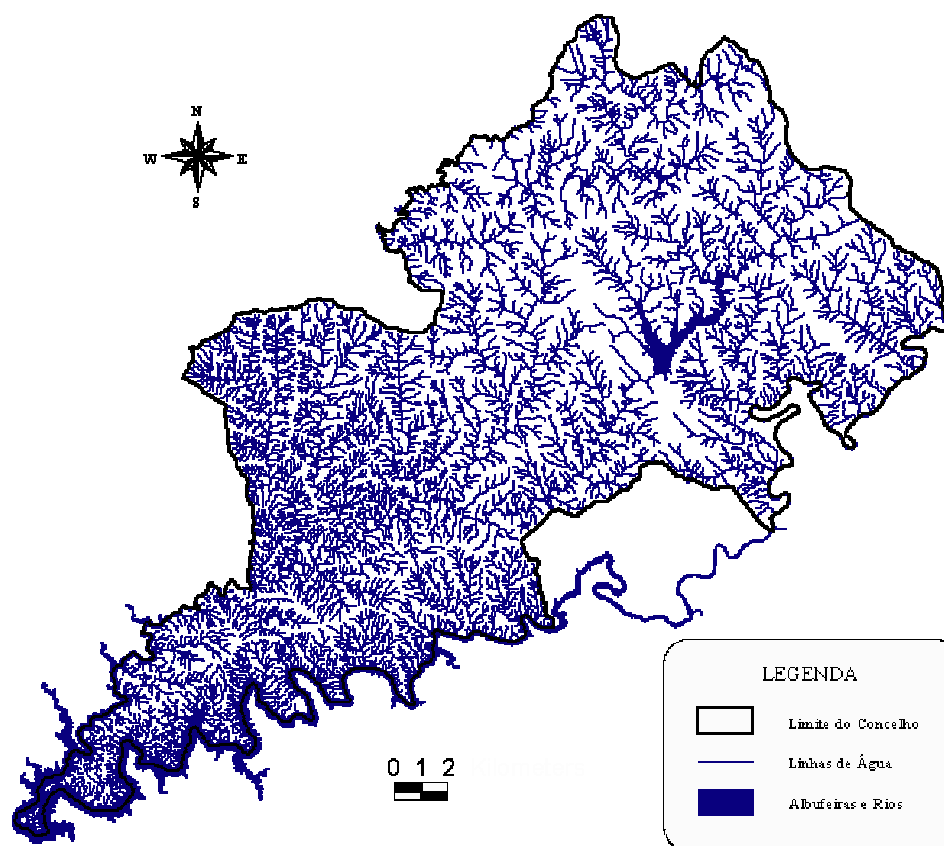 N
W E
S
0 1 2
LEGENDA
Limite do Concelho
Linhas de Água
Albufeiras e Rios